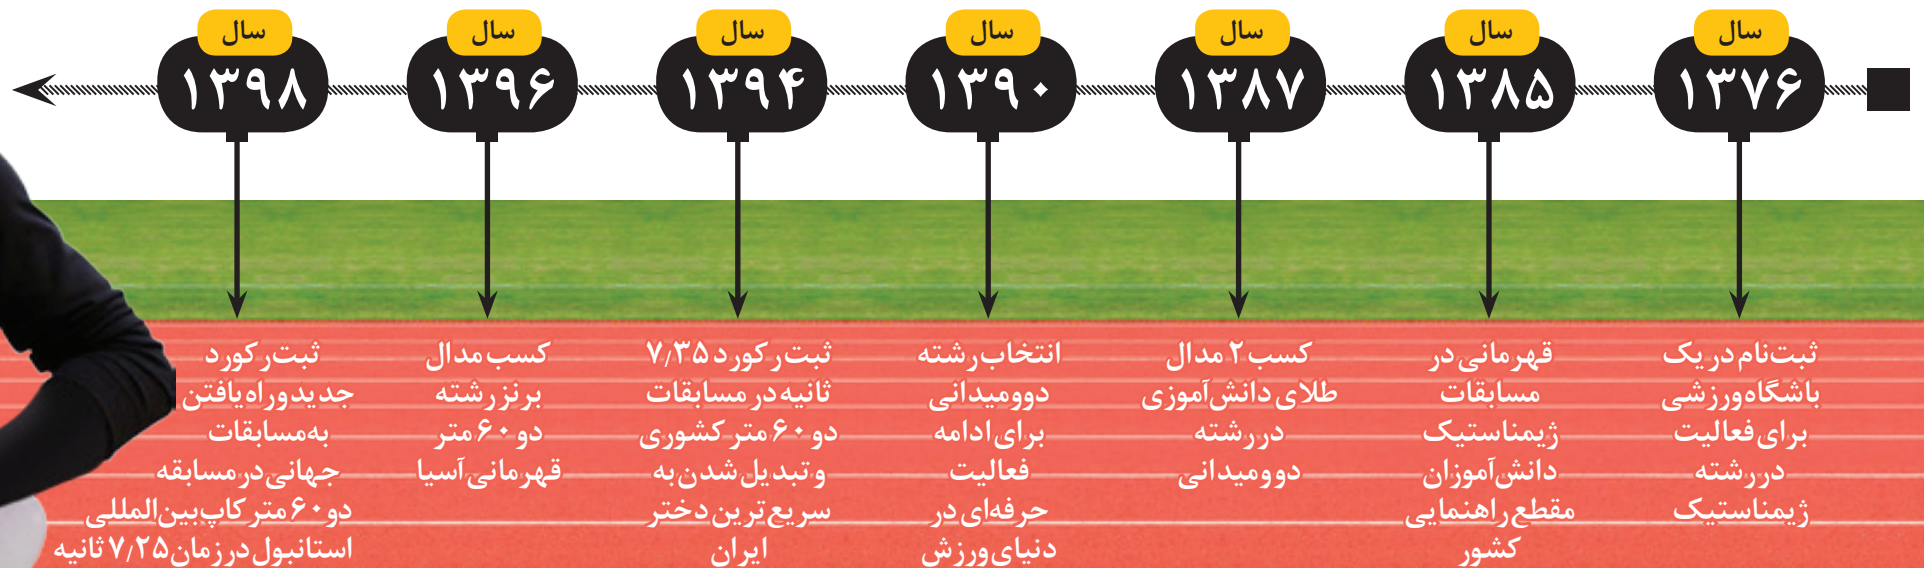 سال
۱۳۷۶
ثبت‌نام در یک
باشگاه ورزشی
برای فعالیت
در رشته
ژیمناستیک
سال
۱۳۸۵
قهرمانی در
مسابقات
ژیمناستیک
دانش‌آموزان
مقطع راهنمایی
کشور
سال
۱۳۸۷
کسب ۲ مدال
طلای دانش‌آموزی
در رشته
دوومیدانی
سال
۱۳۹۰
انتخاب رشته
دوومیدانی
برای ادامه
فعالیت
حرفه‌ای در
دنیای ورزش
سال
۱۳۹۴
ثبت رکورد ۷/۳۵
ثانیه در مسابقات
دو ۶۰ متر کشوری
و تبدیل شدن به
سریع‌ترین دختر
ایران
سال
۱۳۹۶
کسب مدال
برنز رشته
دو ۶۰ متر
قهرمانی آسیا
سال
۱۳۹۸
ثبت رکورد
جدید و راه یافتن
به مسابقات
جهانی در مسابقه
دو ۶۰ متر کاپ بین‌المللی
استانبول در زمان ۷/۲۵ ثانیه